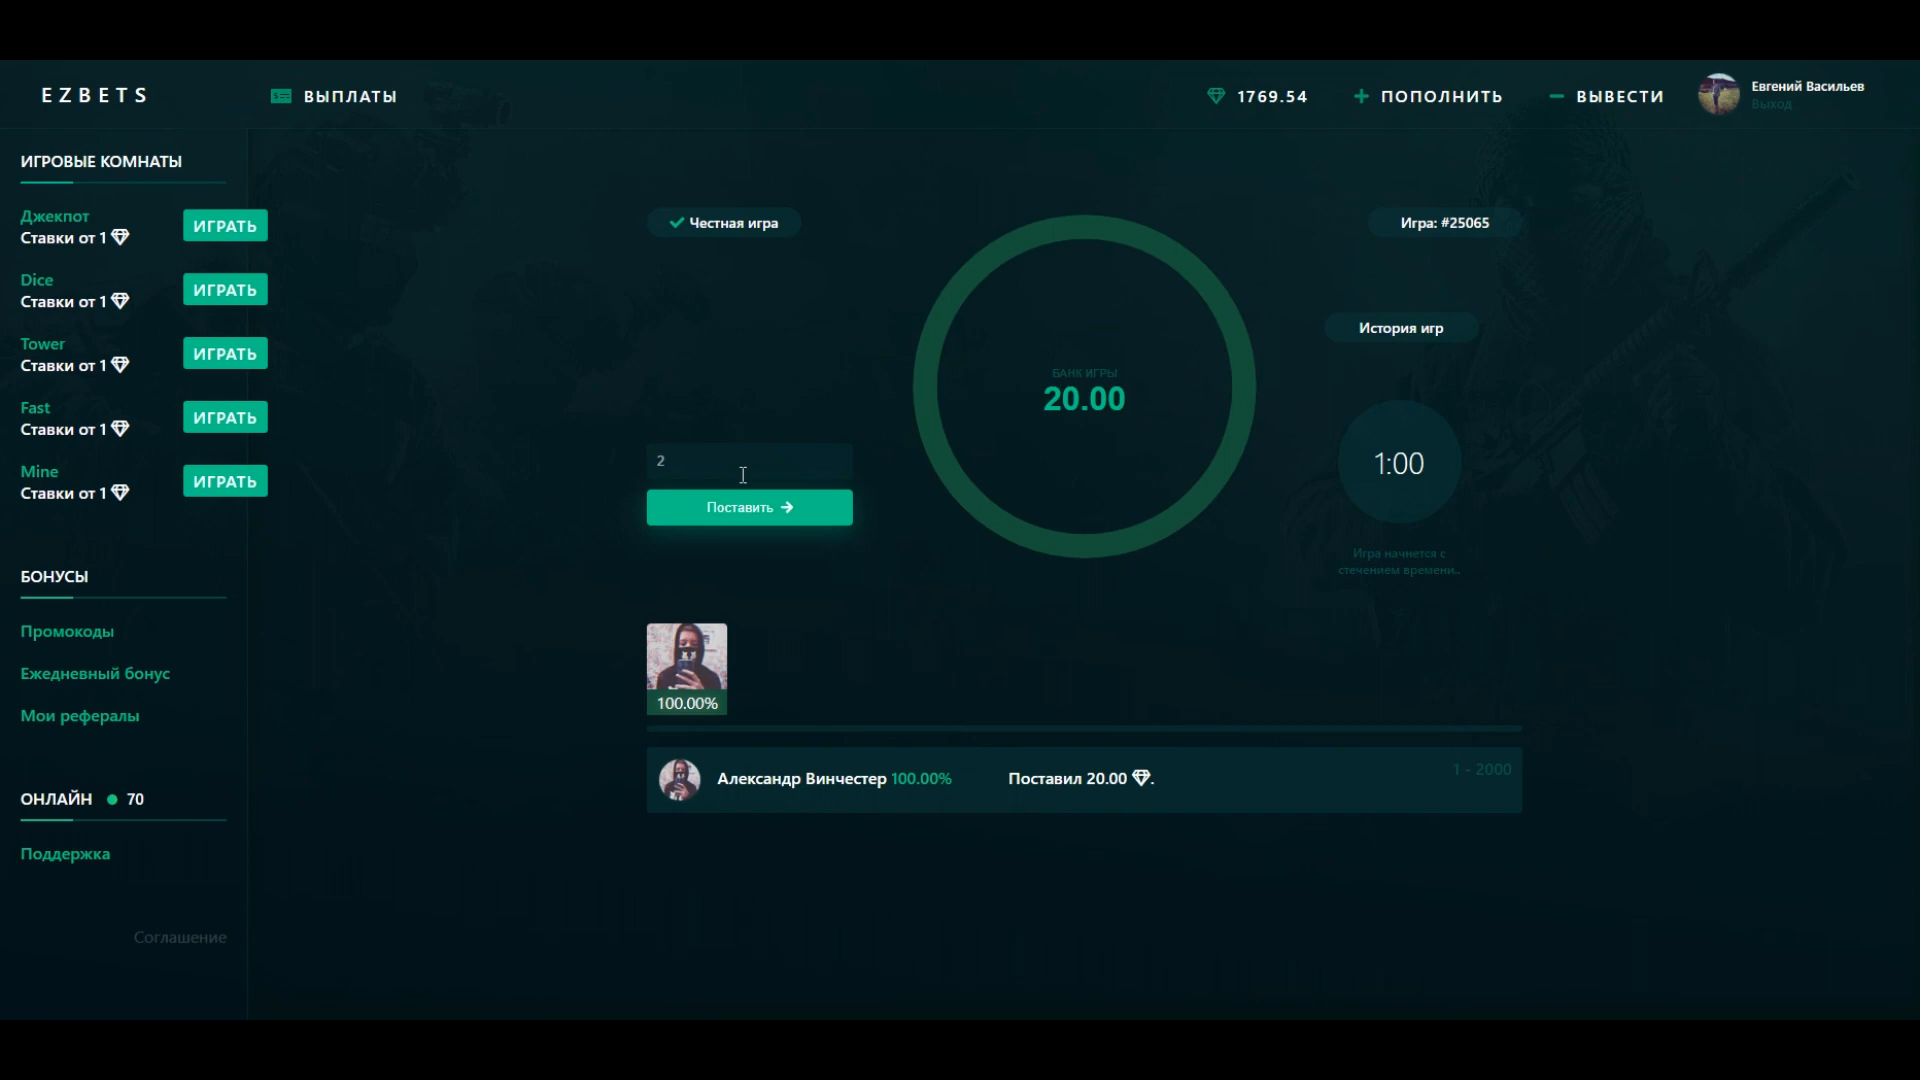 EZBETS
ВЫПЛАТЫ
1769.54
ПОПОЛНИТЬ
ВЫВЕСТИ
Евгений Васильев
Выход
ИГРОВЫЕ КОМНАТЫ
Джекпот
Ставки от 1
ИГРАТЬ
Dice
Ставки от 1
ИГРАТЬ
Tower
Ставки от 1
ИГРАТЬ
Fast
Ставки от 1
ИГРАТЬ
Mine
Ставки от 1
ИГРАТЬ
БОНУСЫ
Промокоды
Ежедневный бонус
Мои рефералы
ОНЛАЙН 70
Поддержка
Соглашение
Честная игра
Игра: #25065
История игр
БАНК ИГРЫ
20.00
2
Поставить
1:00
Игра начнется с
стечением времени..
100.00%
Александр Винчестер 100.00%
Поставил 20.00 .
1 - 2000